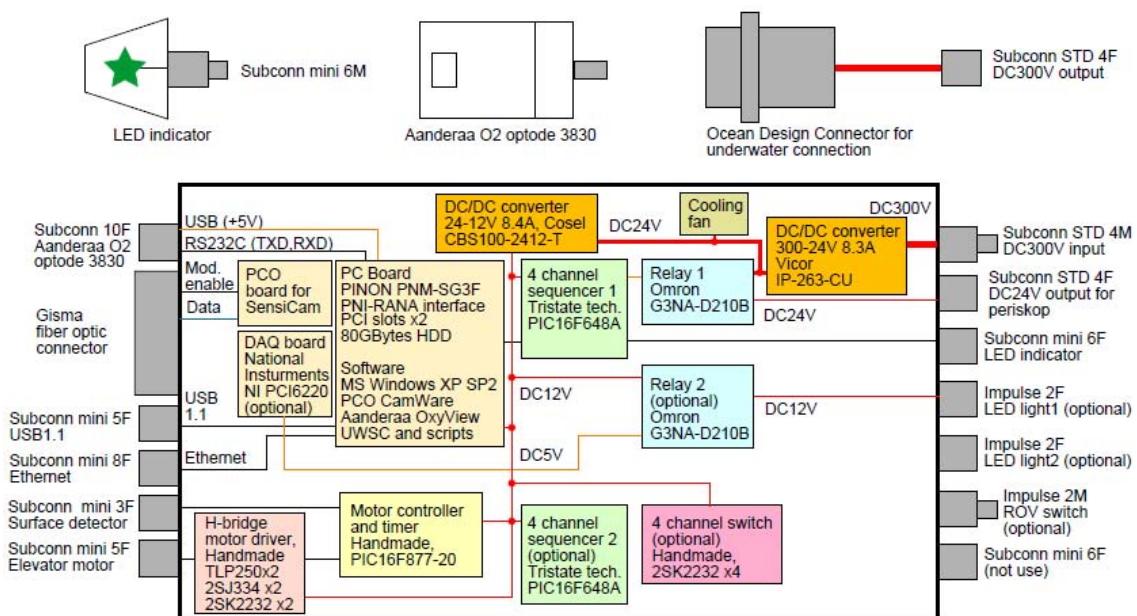 Subconn mini 6M
LED indicator
Aanderaa O2 optode 3830
Subconn STD 4F
DC300V output
Ocean Design Connector for
underwater connection
Subconn 10F
Aanderaa O2
optode 3830
Gisma
fiber optic
connector
Subconn mini 5F
USB1.1
Subconn mini 8F
Ethernet
Subconn mini 3F
Surface detector
Subconn mini 5F
Elevator motor
USB (+5V)
RS232C (TXD,RXD)
Mod.
enable
Data
USB
1.1
Ethernet
PCO
board for
SensiCam
DAQ board
National
Insturments
NI PCI6220
(optional)
PC Board
PINON PNM-SG3F
PNI-RANA interface
PCI slots x2
80GBytes HDD
Software
MS Windows XP SP2
PCO CamWare
Aanderaa OxyView
UWSC and scripts
H-bridge
motor driver,
Handmade
TLP250x2
2SJ334 x2
2SK2232 x2
Motor controller
and timer
Handmade,
PIC16F877-20
DC/DC converter
24-12V 8.4A, Cosel
CBS100-2412-T
DC24V
Cooling
fan
DC/DC converter
300-24V 8.3A
Vicor
IP-263-CU
DC300V
4 channel
sequencer 1
Tristate tech.
PIC16F648A
Relay 1
Omron
G3NA-D210B
DC24V
DC12V
Relay 2
(optional)
Omron
G3NA-D210B
DC12V
DC5V
4 channel
sequencer 2
(optional)
Tristate tech.
PIC16F648A
4 channel switch
(optional)
Handmade,
2SK2232 x4
Subconn STD 4M
DC300V input
Subconn STD 4F
DC24V output for
periskop
Subconn mini 6F
LED indicator
Impulse 2F
LED light1 (optional)
Impulse 2F
LED light2 (optional)
Impulse 2M
ROV switch
(optional)
Subconn mini 6F
(not use)